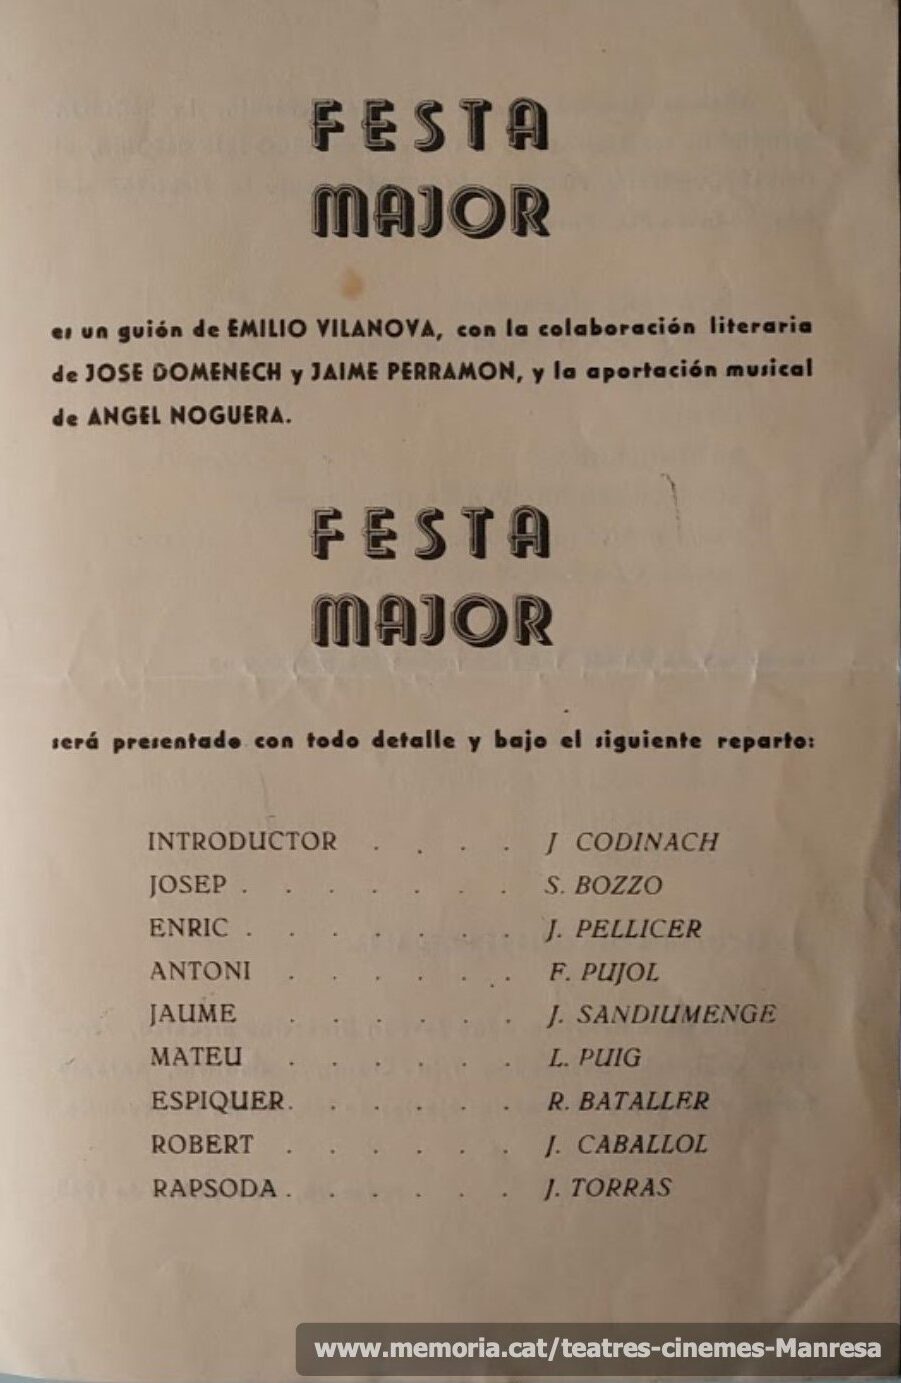 FESTA
MAJOR
es un guión de EMILIO VILANOVA, con la colaboración literaria
de JOSE DOMENECH y JAIME PERRAMON, y la aportación musical
de ANGEL NOGUERA.
FESTA
MAJOR
será presentado con todo detalle y bajo el siguiente reparto:
INTRODUCTOR . . . . J CODINACH
JOSEP . . . . . . . S. BOZZO
ENRIC . . . . . . . J. PELLICER
ANTONI . . . . . . F. PUJOL
JAUME . . . . . . J. SANDIUMENGE
MATEU . . . . . . L. PUIG
ESPIQUER. . . . . . R. BATALLER
ROBERT . . . . . . J. CABALLOL
RAPSODA . . . . . . J. TORRAS
www.memoria.cat/teatres-cinemes-Manresa